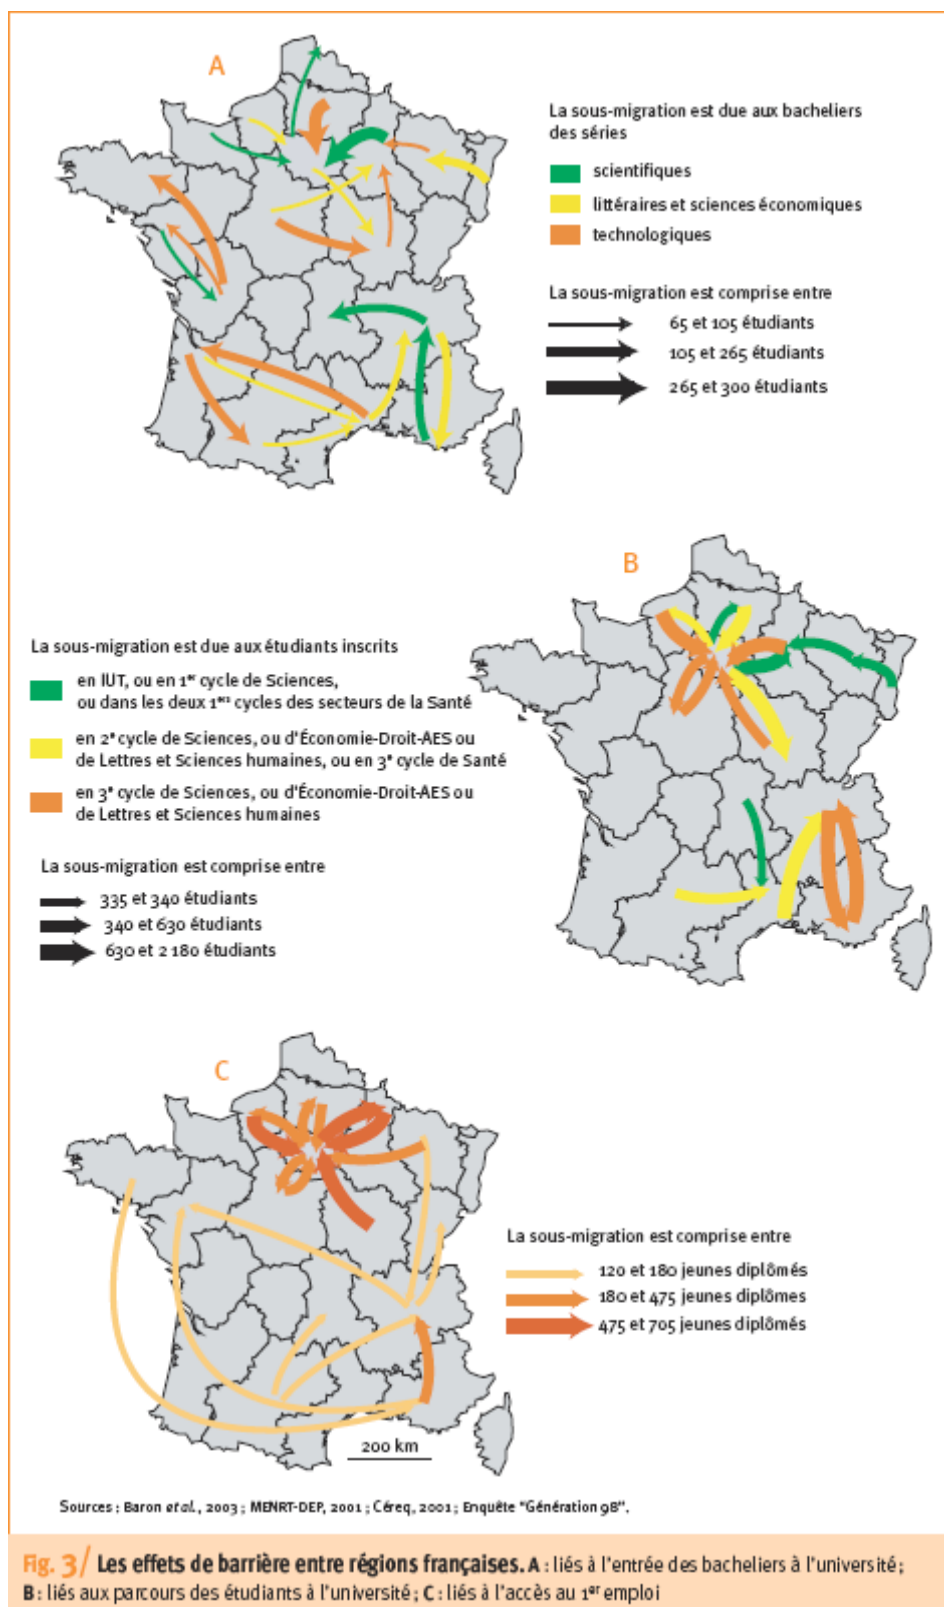 A
La sous-migration est due aux bacheliers
des séries
scientifiques
littéraires et sciences économiques
technologiques
La sous-migration est comprise entre
65 et 105 étudiants
105 et 265 étudiants
265 et 300 étudiants
B
La sous-migration est due aux étudiants inscrits
en IUT, ou en 1er cycle de Sciences,
ou dans les deux 1ers cycles des secteurs de la Santé
en 2e cycle de Sciences, ou d'Économie-Droit-AES ou
de Lettres et Sciences humaines, ou en 3e cycle de Santé
en 3e cycle de Sciences, ou d'Économie-Droit-AES ou
de Lettres et Sciences humaines
La sous-migration est comprise entre
335 et 340 étudiants
340 et 630 étudiants
630 et 2 180 étudiants
C
La sous-migration est comprise entre
120 et 180 jeunes diplômés
180 et 475 jeunes diplômes
475 et 705 jeunes diplômés
200 km
Sources : Baron et al., 2003 ; MENRT-DEP, 2001 ; Céreq, 2001 ; Enquête "Génération 98".
Fig. 3/ Les effets de barrière entre régions françaises. A : liés à l'entrée des bacheliers à l'université ;
B : liés aux parcours des étudiants à l'université ; C : liés à l'accès au 1er emploi